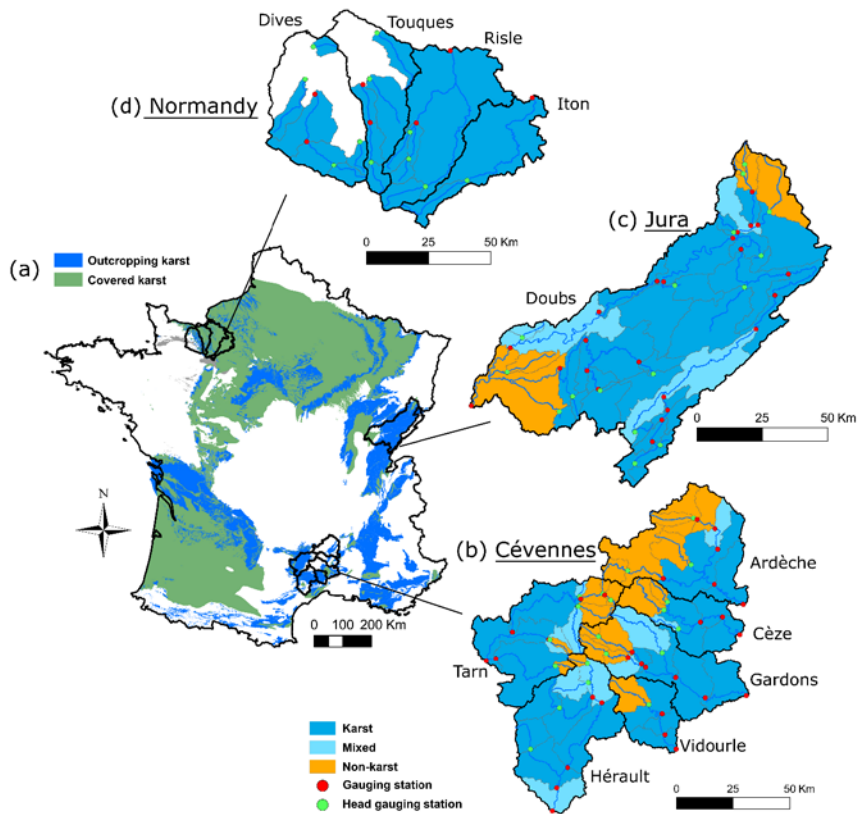 Dives
Touques
Risle
Iton
(d) Normandy
0 25 50 Km
(a)
Outcropping karst
Covered karst
(c) Jura
Doubs
0 25 50 Km
N
0 100 200 Km
(b) Cévennes
Ardèche
Cèze
Gardons
Tarn
Vidourle
Hérault
Karst
Mixed
Non-karst
Gauging station
Head gauging station
0 25 50 Km